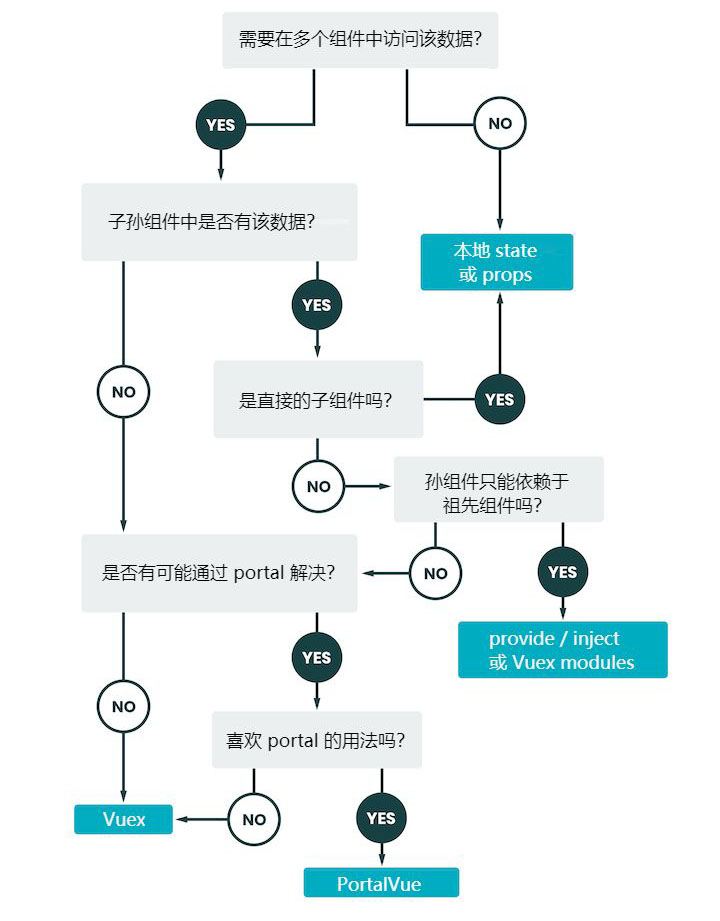 需要在多个组件中访问该数据?
YES
NO
子孙组件中是否有该数据?
本地 state
或 props
YES
NO
是直接的子组件吗?
YES
NO
孙组件只能依赖于
祖先组件吗?
是否有可能通过 portal 解决?
NO
YES
provide / inject
或 Vuex modules
YES
NO
喜欢 portal 的用法吗?
Vuex
NO
YES
PortalVue